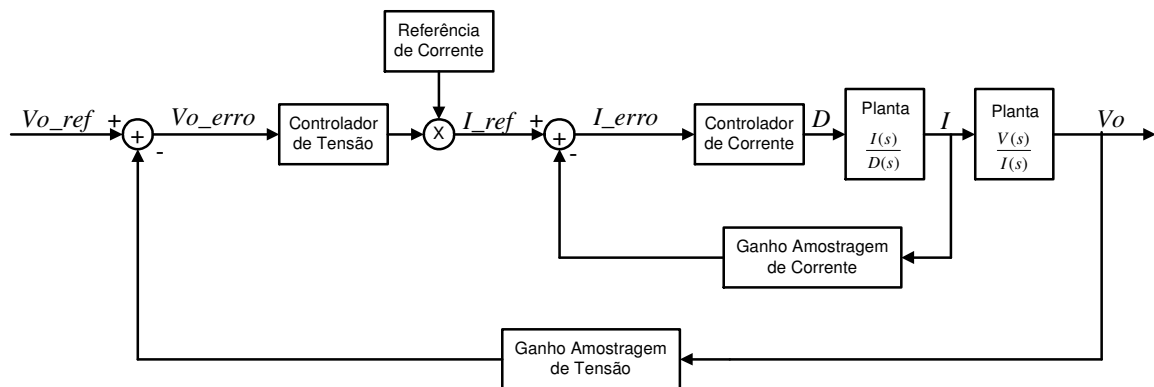 Referência
de Corrente
Vo_ref
+
+
-
Vo_erro
Controlador
de Tensão
X
I_ref
+
+
-
I_erro
Controlador
de Corrente
D
Planta
I(s)
D(s)
I
Planta
V(s)
I(s)
Vo
Ganho Amostragem
de Corrente
Ganho Amostragem
de Tensão